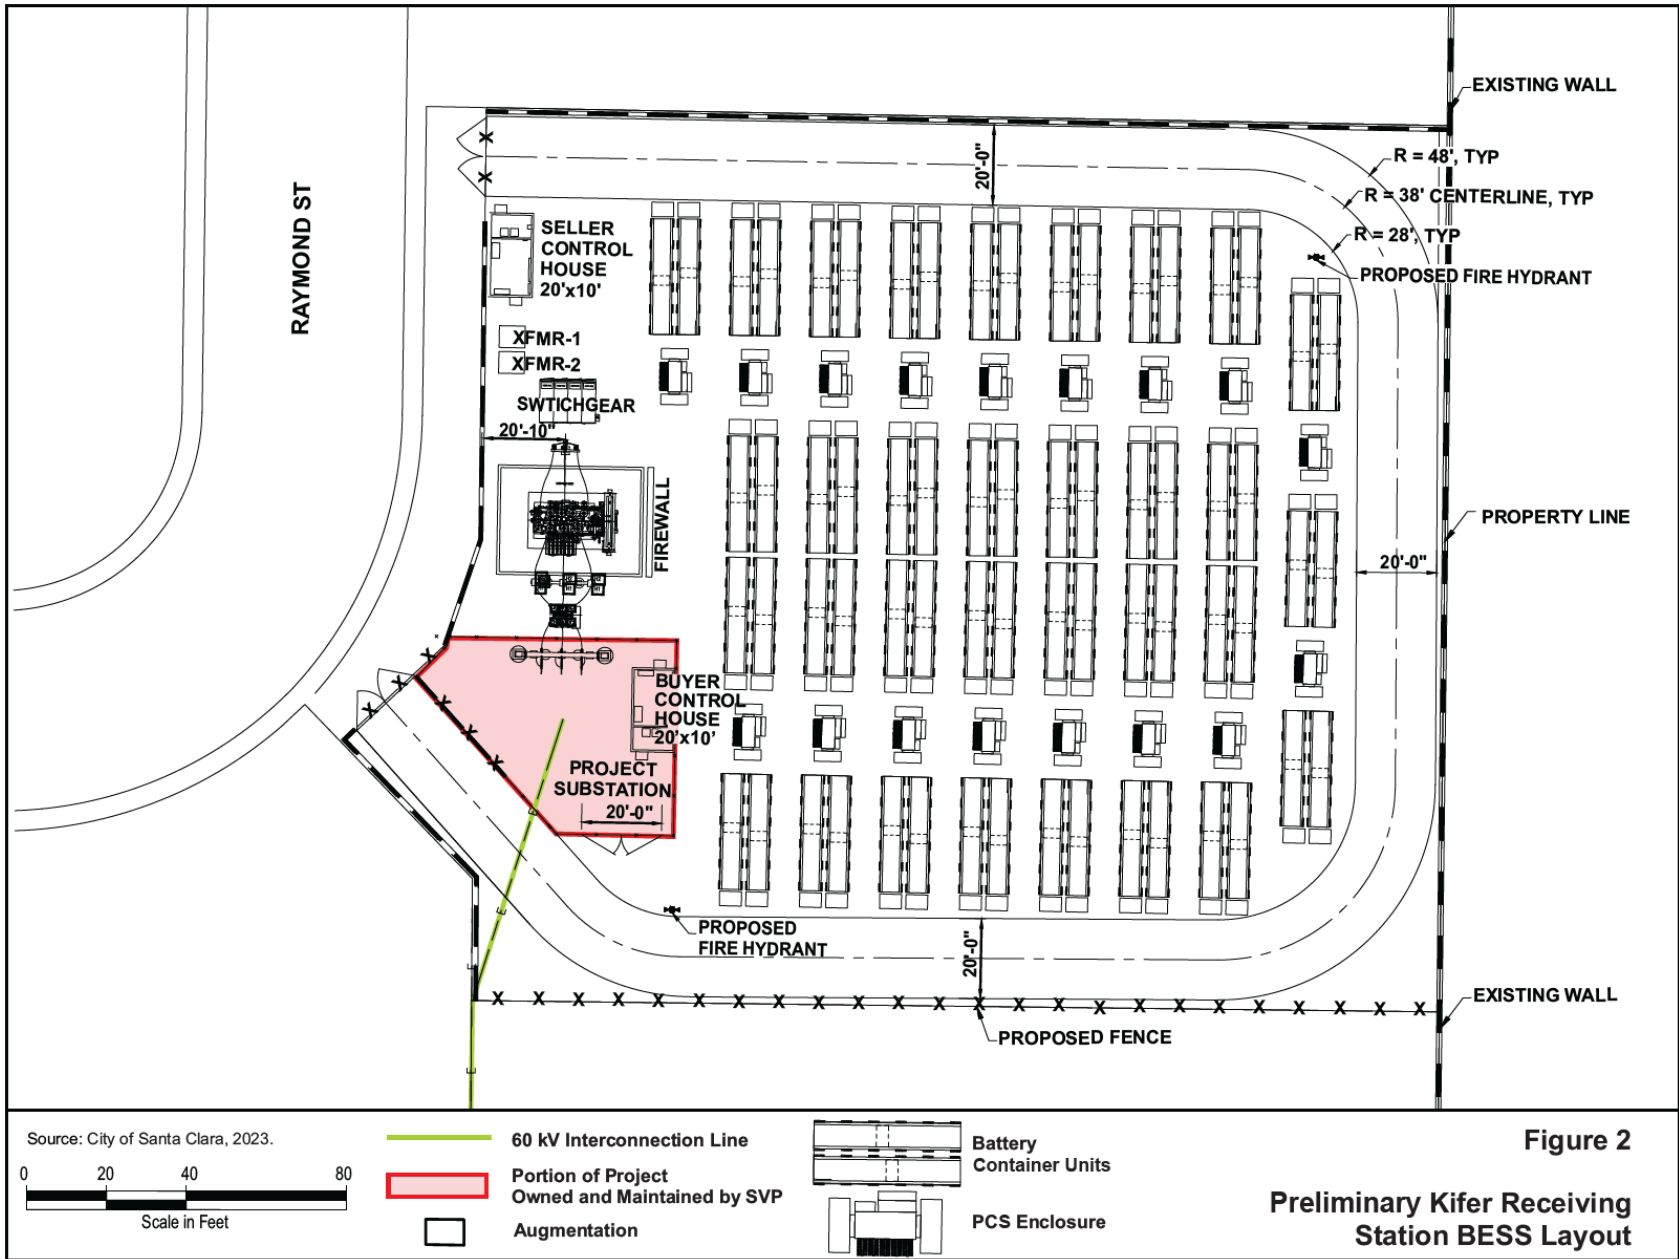 EXISTING WALL
R = 48', TYP
R = 38' CENTERLINE, TYP
R = 28', TYP
PROPOSED FIRE HYDRANT
20'-0"
RAYMOND ST
SELLER
CONTROL
HOUSE
20'x10'
XFMR-1
XFMR-2
SWTICHGEAR
20'-10"
FIREWALL
PROPERTY LINE
20'-0"
BUYER
CONTROL
HOUSE
20'x10'
PROJECT
SUBSTATION
20'-0"
PROPOSED
FIRE HYDRANT
20'-0"
EXISTING WALL
PROPOSED FENCE
Source: City of Santa Clara, 2023.
0 20 40 80
Scale in Feet
60 kV Interconnection Line
Portion of Project
Owned and Maintained by SVP
Augmentation
Battery
Container Units
PCS Enclosure
Figure 2
Preliminary Kifer Receiving
Station BESS Layout